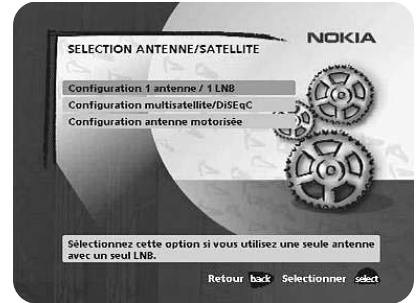 NOKIA
SELECTION ANTENNE/SATELLITE
Configuration 1 antenne / 1 LNB
Configuration multisatellite/DiSEqC
Configuration antenne motorisée
Sélectionnez cette option si vous utilisez une seule antenne
avec un seul LNB.
Retour back Selectionner select